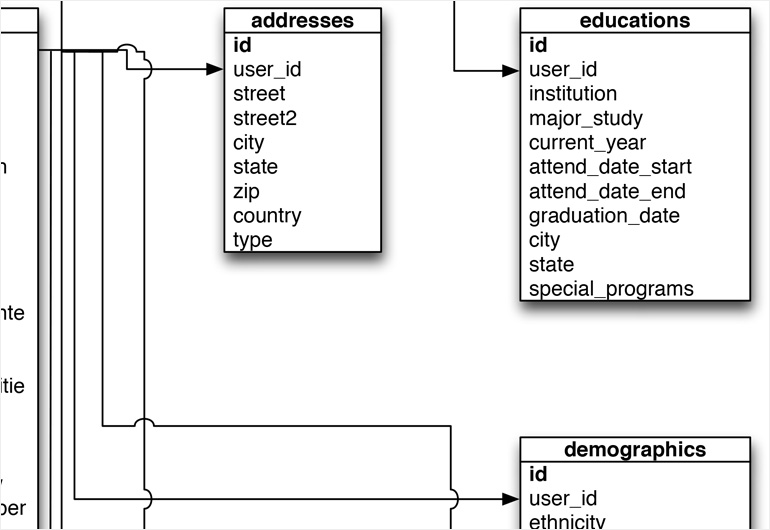 addresses
id
user_id
street
street2
city
state
zip
country
type
educations
id
user_id
institution
major_study
current_year
attend_date_start
attend_date_end
graduation_date
city
state
special_programs
nte
itie
per
demographics
id
user_id
ethnicity